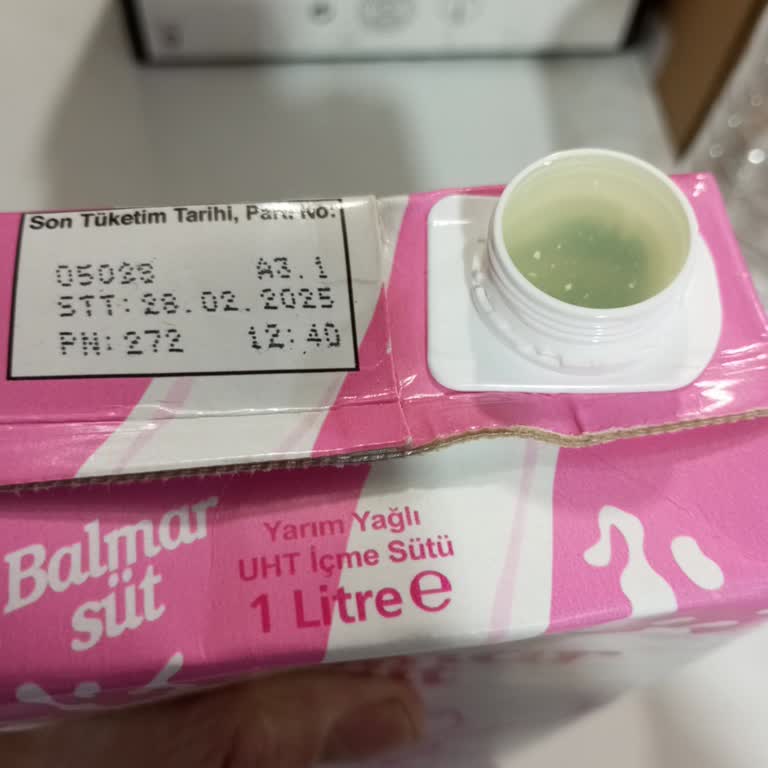 Son Tüketim Tarihi, Parti No:
05028 A3.1
STT: 28.02.2025
PN: 272 12:40
Balmar
süt
Yarım Yağlı
UHT İçme Sütü
1 Litre ℮